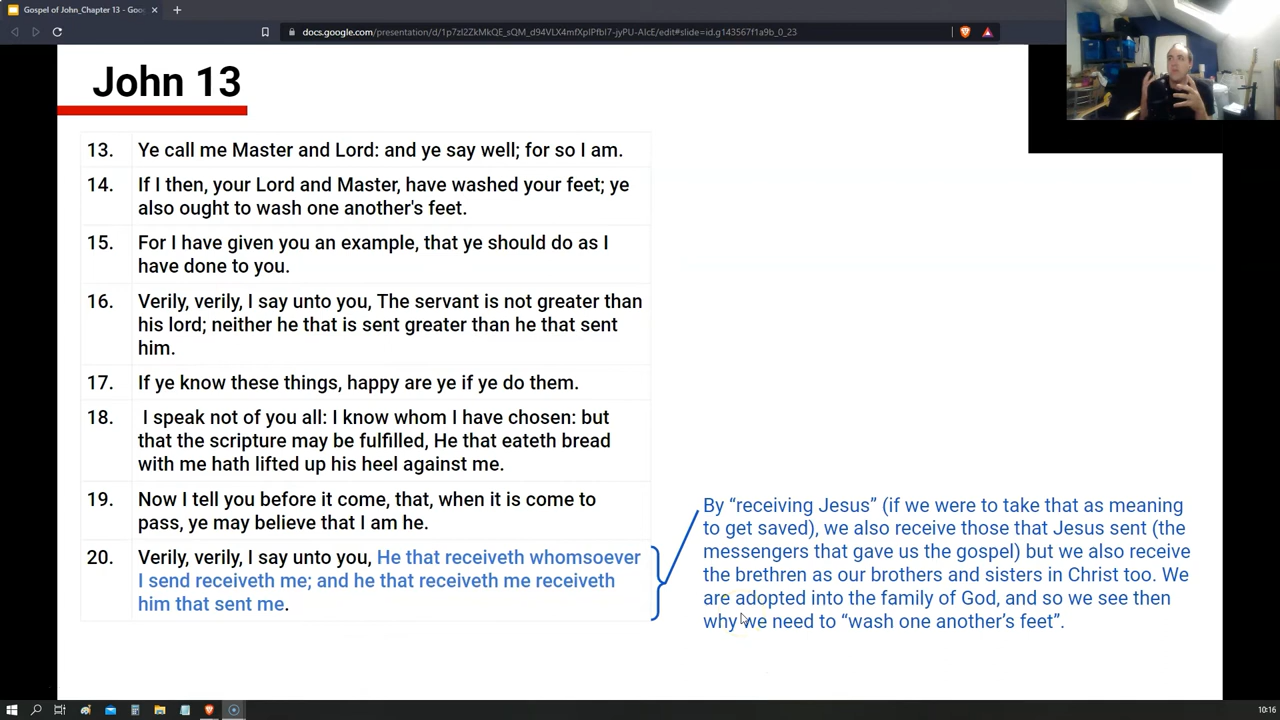 Gospel of John_Chapter 13 - Goo
docs.google.com/presentation/d/1p7zl2ZkMkQE_sQM_d94VLX4mfXpIPfbI7-jyPU-AIcE/edit#slide=id.g143567f1a9b_0_23
John 13
13. Ye call me Master and Lord: and ye say well; for so I am.
14. If I then, your Lord and Master, have washed your feet; ye
also ought to wash one another's feet.
15. For I have given you an example, that ye should do as I
have done to you.
16. Verily, verily, I say unto you, The servant is not greater than
his lord; neither he that is sent greater than he that sent
him.
17. If ye know these things, happy are ye if ye do them.
18. I speak not of you all: I know whom I have chosen: but
that the scripture may be fulfilled, He that eateth bread
with me hath lifted up his heel against me.
19. Now I tell you before it come, that, when it is come to
pass, ye may believe that I am he.
20. Verily, verily, I say unto you, He that receiveth whomsoever
I send receiveth me; and he that receiveth me receiveth
him that sent me.
By “receiving Jesus” (if we were to take that as meaning
to get saved), we also receive those that Jesus sent (the
messengers that gave us the gospel) but we also receive
the brethren as our brothers and sisters in Christ too. We
are adopted into the family of God, and so we see then
why we need to “wash one another’s feet”.
10:16